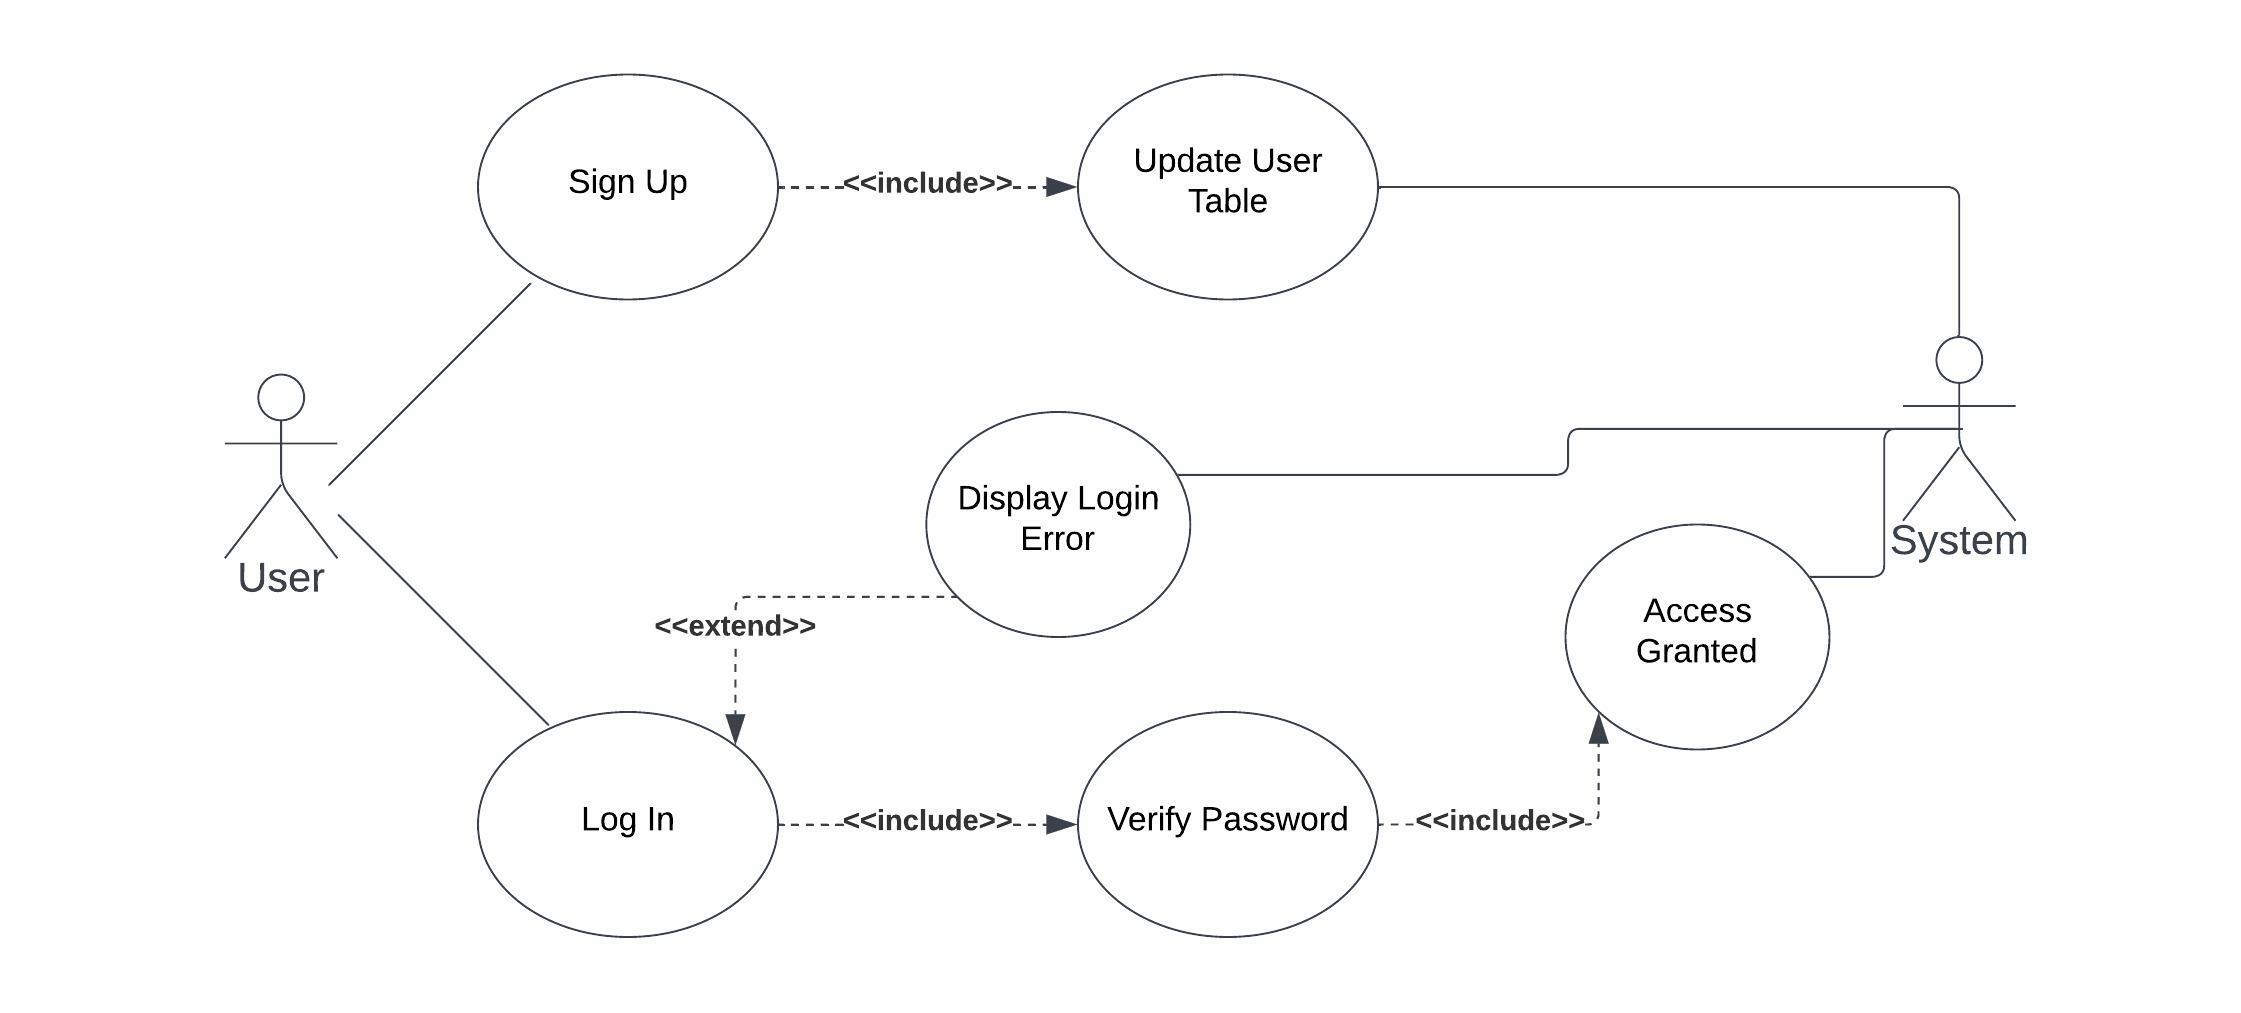 Sign Up
<<include>>
Update User
Table
User
Display Login
Error
System
<<extend>>
Access
Granted
Log In
<<include>>
Verify Password
<<include>>